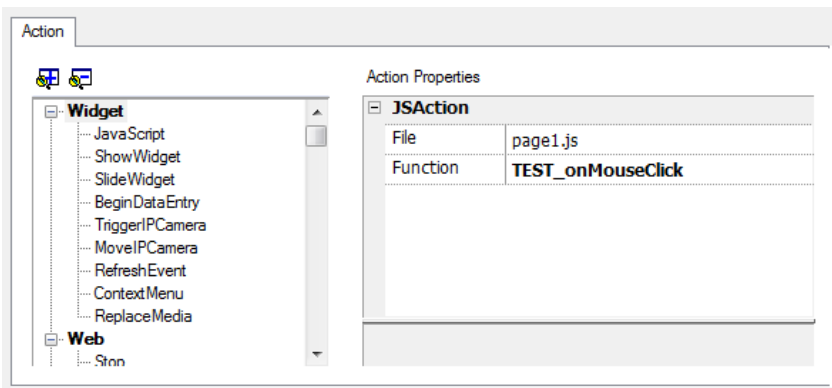 Action
Action Properties
Widget
JavaScript
ShowWidget
SlideWidget
BeginDataEntry
TriggerIPCamera
MoveIPCamera
RefreshEvent
ContextMenu
ReplaceMedia
Web
Stop
JSAction
File page1.js
Function TEST_onMouseClick